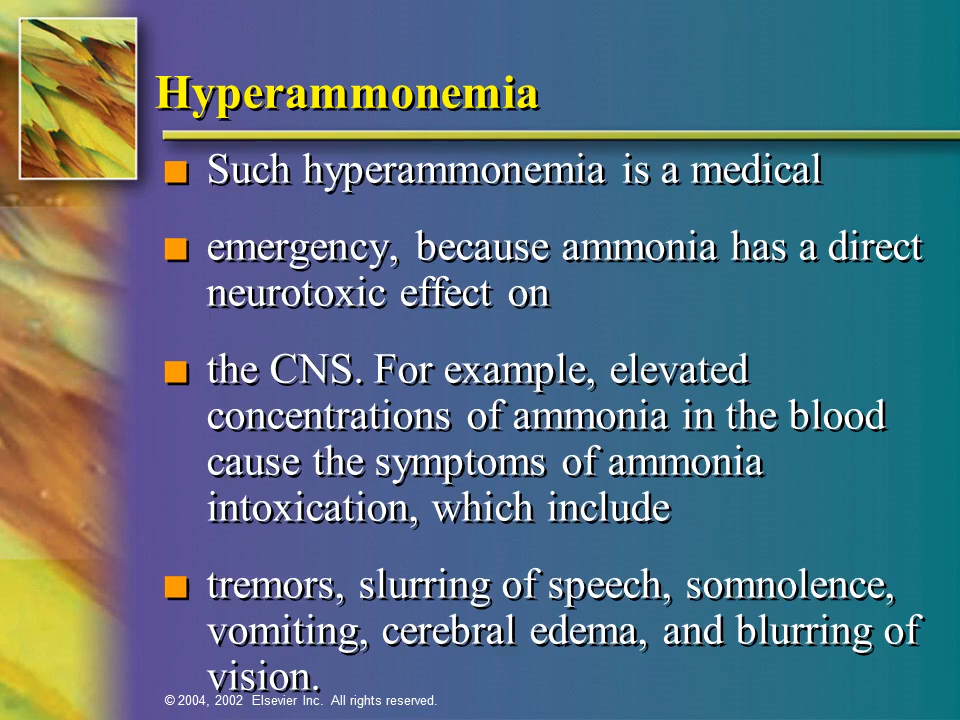 Hyperammonemia
Such hyperammonemia is a medical
emergency, because ammonia has a direct
neurotoxic effect on
the CNS. For example, elevated
concentrations of ammonia in the blood
cause the symptoms of ammonia
intoxication, which include
tremors, slurring of speech, somnolence,
vomiting, cerebral edema, and blurring of
vision.
© 2004, 2002 Elsevier Inc. All rights reserved.